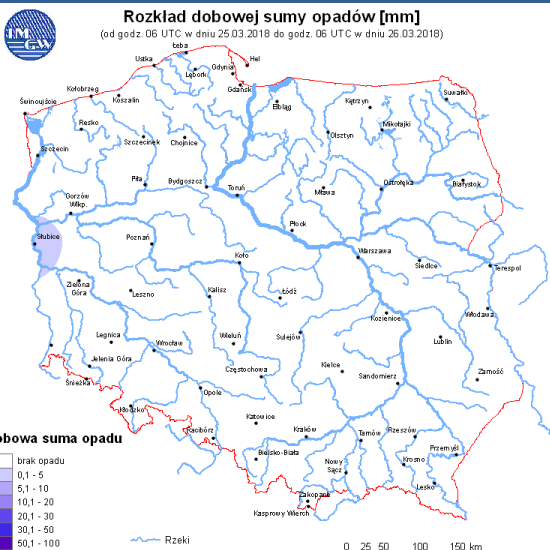 IM
GW
Rozkład dobowej sumy opadów [mm]
(od godz. 06 UTC w dniu 25.03.2018 do godz. 06 UTC w dniu 26.03.2018)
Łeba
Ustka
Hel
Lębork
Gdynia
Gdańsk
Kołobrzeg
Koszalin
Świnoujście
Elbląg
Kętrzyn
Suwałki
Resko
Szczecinek
Chojnice
Olsztyn
Mikołajki
Szczecin
Piła
Bydgoszcz
Toruń
Mława
Ostrołęka
Białystok
Gorzów
Wlkp.
Słubice
Poznań
Płock
Warszawa
Koło
Siedlce
Terespol
Zielona
Góra
Leszno
Kalisz
Łódź
Kozienice
Włodawa
Legnica
Wrocław
Wieluń
Sulejów
Lublin
Jelenia Góra
Śnieżka
Częstochowa
Kielce
Sandomierz
Zamość
Opole
Kłodzko
Racibórz
Katowice
Kraków
Tarnów
Rzeszów
Przemyśl
Bielsko-Biała
Nowy
Sącz
Krosno
Lesko
Zakopane
Kasprowy Wierch
obowa suma opadu
brak opadu
0,1 - 5
5,1 - 10
10,1 - 20
20,1 - 30
30,1 - 50
50,1 - 100
Rzeki
0 25 50 100 150 km